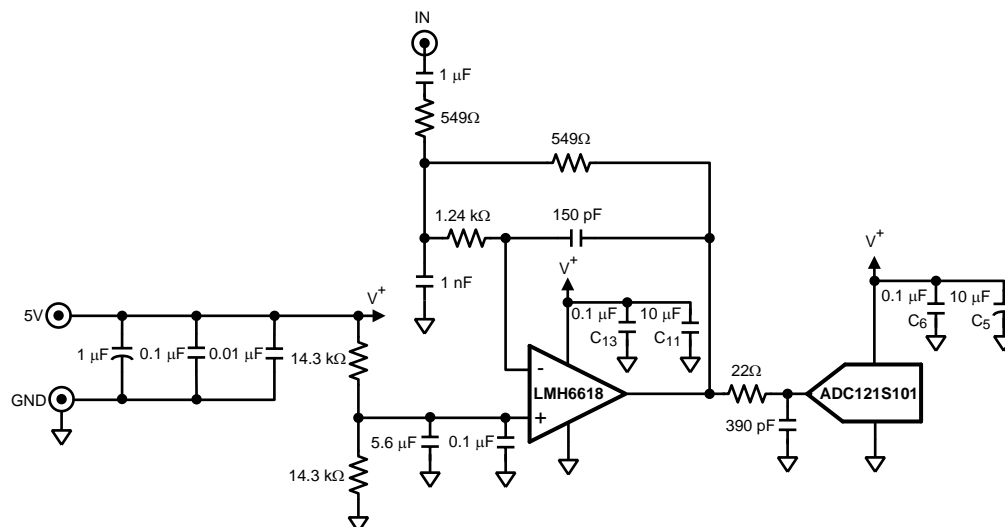 IN
1 μF
549Ω
549Ω
1.24 kΩ
150 pF
V+
V+
1 nF
0.1 μF
10 μF
0.1 μF
10 μF
C13
C11
C6
C5
5V
V+
1 μF
0.1 μF
0.01 μF
14.3 kΩ
GND
-
LMH6618
+
22Ω
ADC121S101
390 pF
5.6 μF
0.1 μF
14.3 kΩ